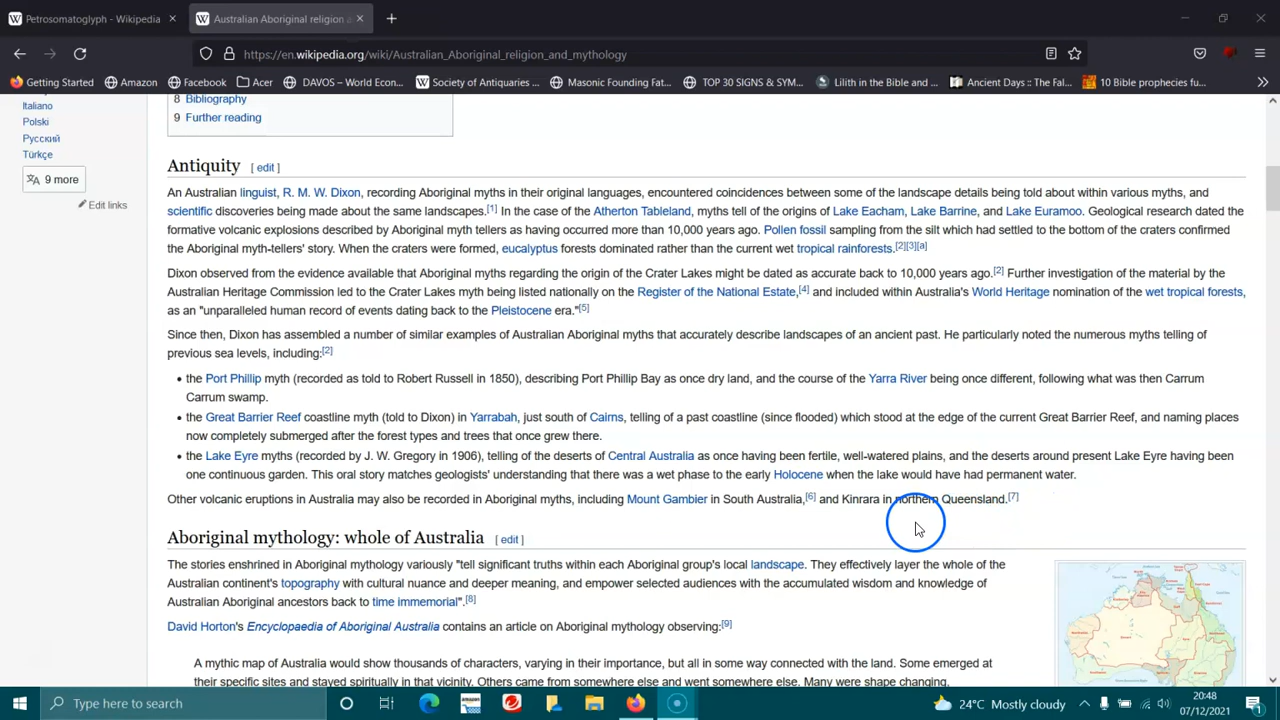 Petrosomatoglyph - Wikipedia
Australian Aboriginal religion a
https://en.wikipedia.org/wiki/Australian_Aboriginal_religion_and_mythology
Getting Started
Amazon
Facebook
Acer
DAVOS – World Econ...
Society of Antiquaries ...
Masonic Founding Fat...
TOP 30 SIGNS & SYM...
Lilith in the Bible and ...
Ancient Days :: The Fal...
10 Bible prophecies fu...
Italiano
Polski
Русский
Türkçe
9 more
Edit links
8 Bibliography
9 Further reading
Antiquity [ edit ]
An Australian linguist, R. M. W. Dixon, recording Aboriginal myths in their original languages, encountered coincidences between some of the landscape details being told about within various myths, and
scientific discoveries being made about the same landscapes.[1] In the case of the Atherton Tableland, myths tell of the origins of Lake Eacham, Lake Barrine, and Lake Euramoo. Geological research dated the
formative volcanic explosions described by Aboriginal myth tellers as having occurred more than 10,000 years ago. Pollen fossil sampling from the silt which had settled to the bottom of the craters confirmed
the Aboriginal myth-tellers' story. When the craters were formed, eucalyptus forests dominated rather than the current wet tropical rainforests.[2][3][a]
Dixon observed from the evidence available that Aboriginal myths regarding the origin of the Crater Lakes might be dated as accurate back to 10,000 years ago.[2] Further investigation of the material by the
Australian Heritage Commission led to the Crater Lakes myth being listed nationally on the Register of the National Estate,[4] and included within Australia's World Heritage nomination of the wet tropical forests,
as an "unparalleled human record of events dating back to the Pleistocene era."[5]
Since then, Dixon has assembled a number of similar examples of Australian Aboriginal myths that accurately describe landscapes of an ancient past. He particularly noted the numerous myths telling of
previous sea levels, including:[2]
• the Port Phillip myth (recorded as told to Robert Russell in 1850), describing Port Phillip Bay as once dry land, and the course of the Yarra River being once different, following what was then Carrum
Carrum swamp.
• the Great Barrier Reef coastline myth (told to Dixon) in Yarrabah, just south of Cairns, telling of a past coastline (since flooded) which stood at the edge of the current Great Barrier Reef, and naming places
now completely submerged after the forest types and trees that once grew there.
• the Lake Eyre myths (recorded by J. W. Gregory in 1906), telling of the deserts of Central Australia as once having been fertile, well-watered plains, and the deserts around present Lake Eyre having been
one continuous garden. This oral story matches geologists' understanding that there was a wet phase to the early Holocene when the lake would have had permanent water.
Other volcanic eruptions in Australia may also be recorded in Aboriginal myths, including Mount Gambier in South Australia,[6] and Kinrara in northern Queensland.[7]
Aboriginal mythology: whole of Australia [ edit ]
The stories enshrined in Aboriginal mythology variously "tell significant truths within each Aboriginal group's local landscape. They effectively layer the whole of the
Australian continent's topography with cultural nuance and deeper meaning, and empower selected audiences with the accumulated wisdom and knowledge of
Australian Aboriginal ancestors back to time immemorial".[8]
David Horton's Encyclopaedia of Aboriginal Australia contains an article on Aboriginal mythology observing:[9]
A mythic map of Australia would show thousands of characters, varying in their importance, but all in some way connected with the land. Some emerged at
their specific sites and stayed spiritually in that vicinity. Others came from somewhere else and went somewhere else. Many were shape changing,
Type here to search
amazon
24°C Mostly cloudy
20:48
07/12/2021
1